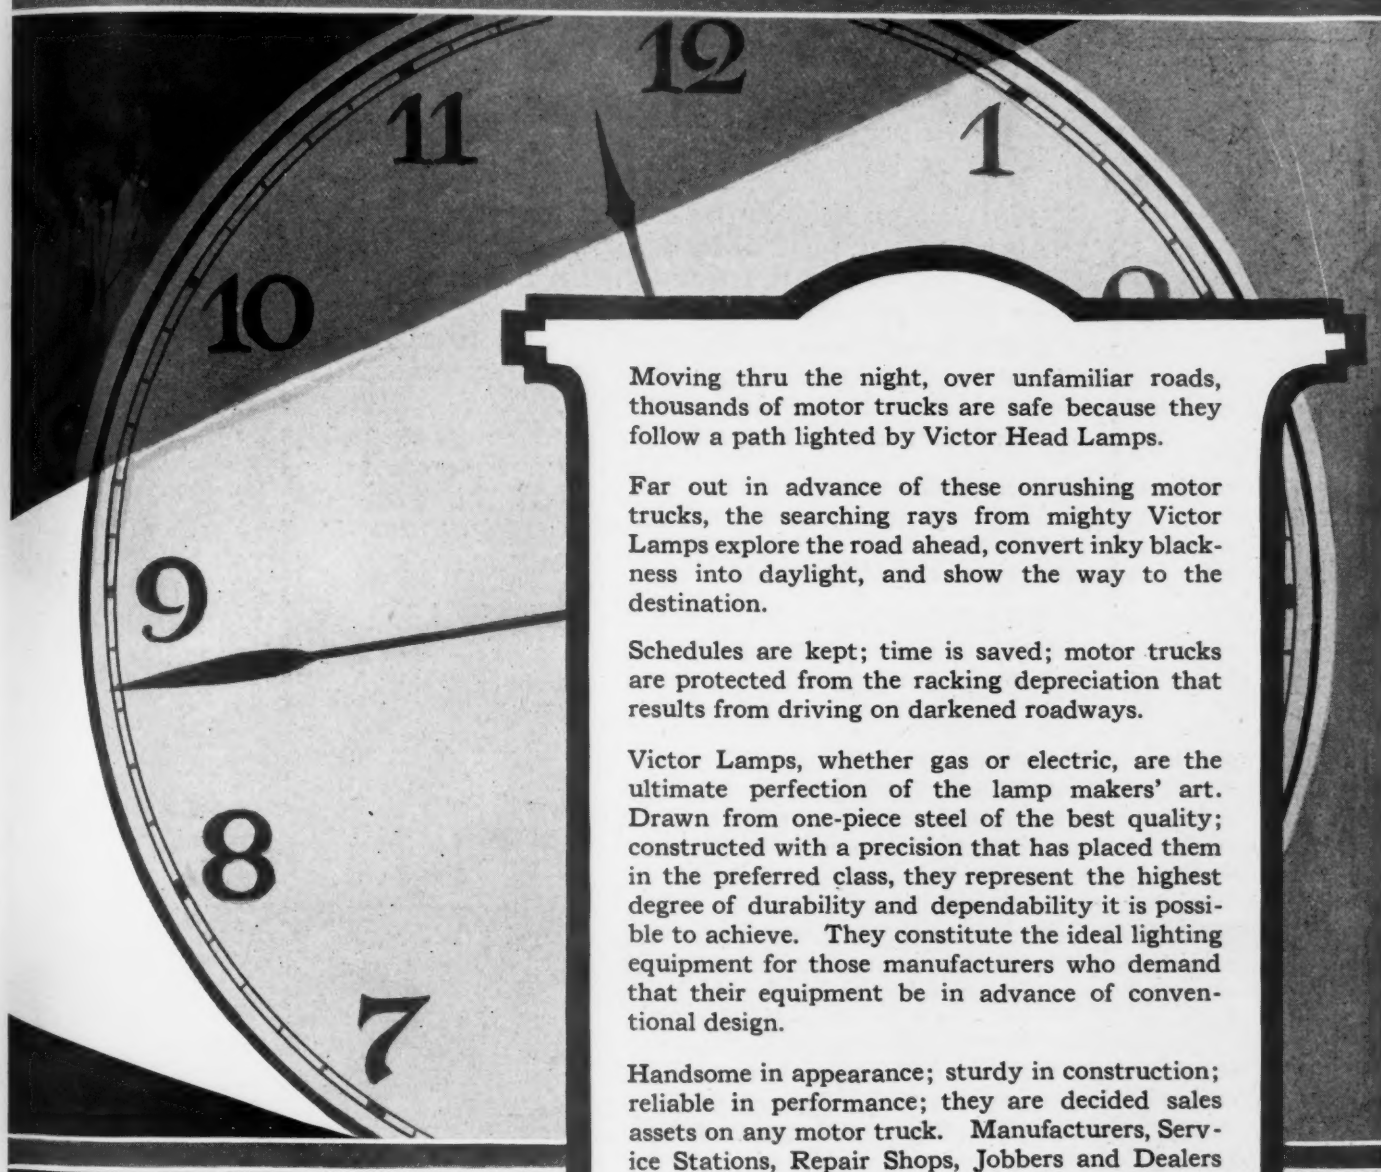 12
11
1
10
9
8
7
Moving thru the night, over unfamiliar roads,
thousands of motor trucks are safe because they
follow a path lighted by Victor Head Lamps.
Far out in advance of these onrushing motor
trucks, the searching rays from mighty Victor
Lamps explore the road ahead, convert inky black-
ness into daylight, and show the way to the
destination.
Schedules are kept; time is saved; motor trucks
are protected from the racking depreciation that
results from driving on darkened roadways.
Victor Lamps, whether gas or electric, are the
ultimate perfection of the lamp makers' art.
Drawn from one-piece steel of the best quality;
constructed with a precision that has placed them
in the preferred class, they represent the highest
degree of durability and dependability it is possi-
ble to achieve. They constitute the ideal lighting
equipment for those manufacturers who demand
that their equipment be in advance of conven-
tional design.
Handsome in appearance; sturdy in construction;
reliable in performance; they are decided sales
assets on any motor truck. Manufacturers, Serv-
ice Stations, Repair Shops, Jobbers and Dealers